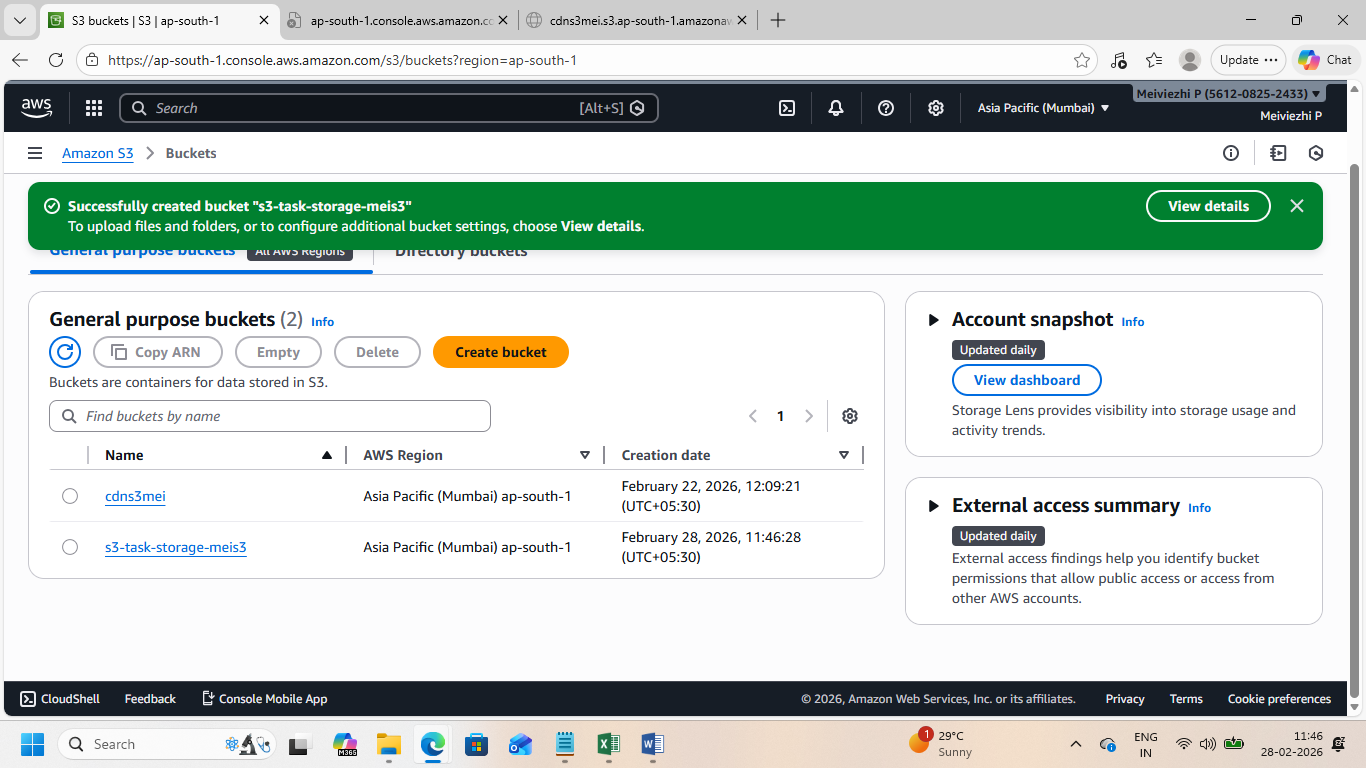 S3 buckets | S3 | ap-south-1
ap-south-1.console.aws.amazon.co
cdns3mei.s3.ap-south-1.amazonaw
https://ap-south-1.console.aws.amazon.com/s3/buckets?region=ap-south-1
Update
Chat
aws
Search
[Alt+S]
Asia Pacific (Mumbai)
Meiviezhi P (5612-0825-2433)
Meiviezhi P
Amazon S3
Buckets
Successfully created bucket "s3-task-storage-meis3"
To upload files and folders, or to configure additional bucket settings, choose View details.
View details
General purpose buckets
All AWS Regions
Directory buckets
General purpose buckets (2) Info
Copy ARN
Empty
Delete
Create bucket
Buckets are containers for data stored in S3.
Find buckets by name
1
Name
AWS Region
Creation date
cdns3mei
Asia Pacific (Mumbai) ap-south-1
February 22, 2026, 12:09:21
(UTC+05:30)
s3-task-storage-meis3
Asia Pacific (Mumbai) ap-south-1
February 28, 2026, 11:46:28
(UTC+05:30)
Account snapshot Info
Updated daily
View dashboard
Storage Lens provides visibility into storage usage and
activity trends.
External access summary Info
Updated daily
External access findings help you identify bucket
permissions that allow public access or access from
other AWS accounts.
CloudShell
Feedback
Console Mobile App
© 2026, Amazon Web Services, Inc. or its affiliates.
Privacy
Terms
Cookie preferences
Search
M365
1
29°C
Sunny
ENG
IN
11:46
28-02-2026